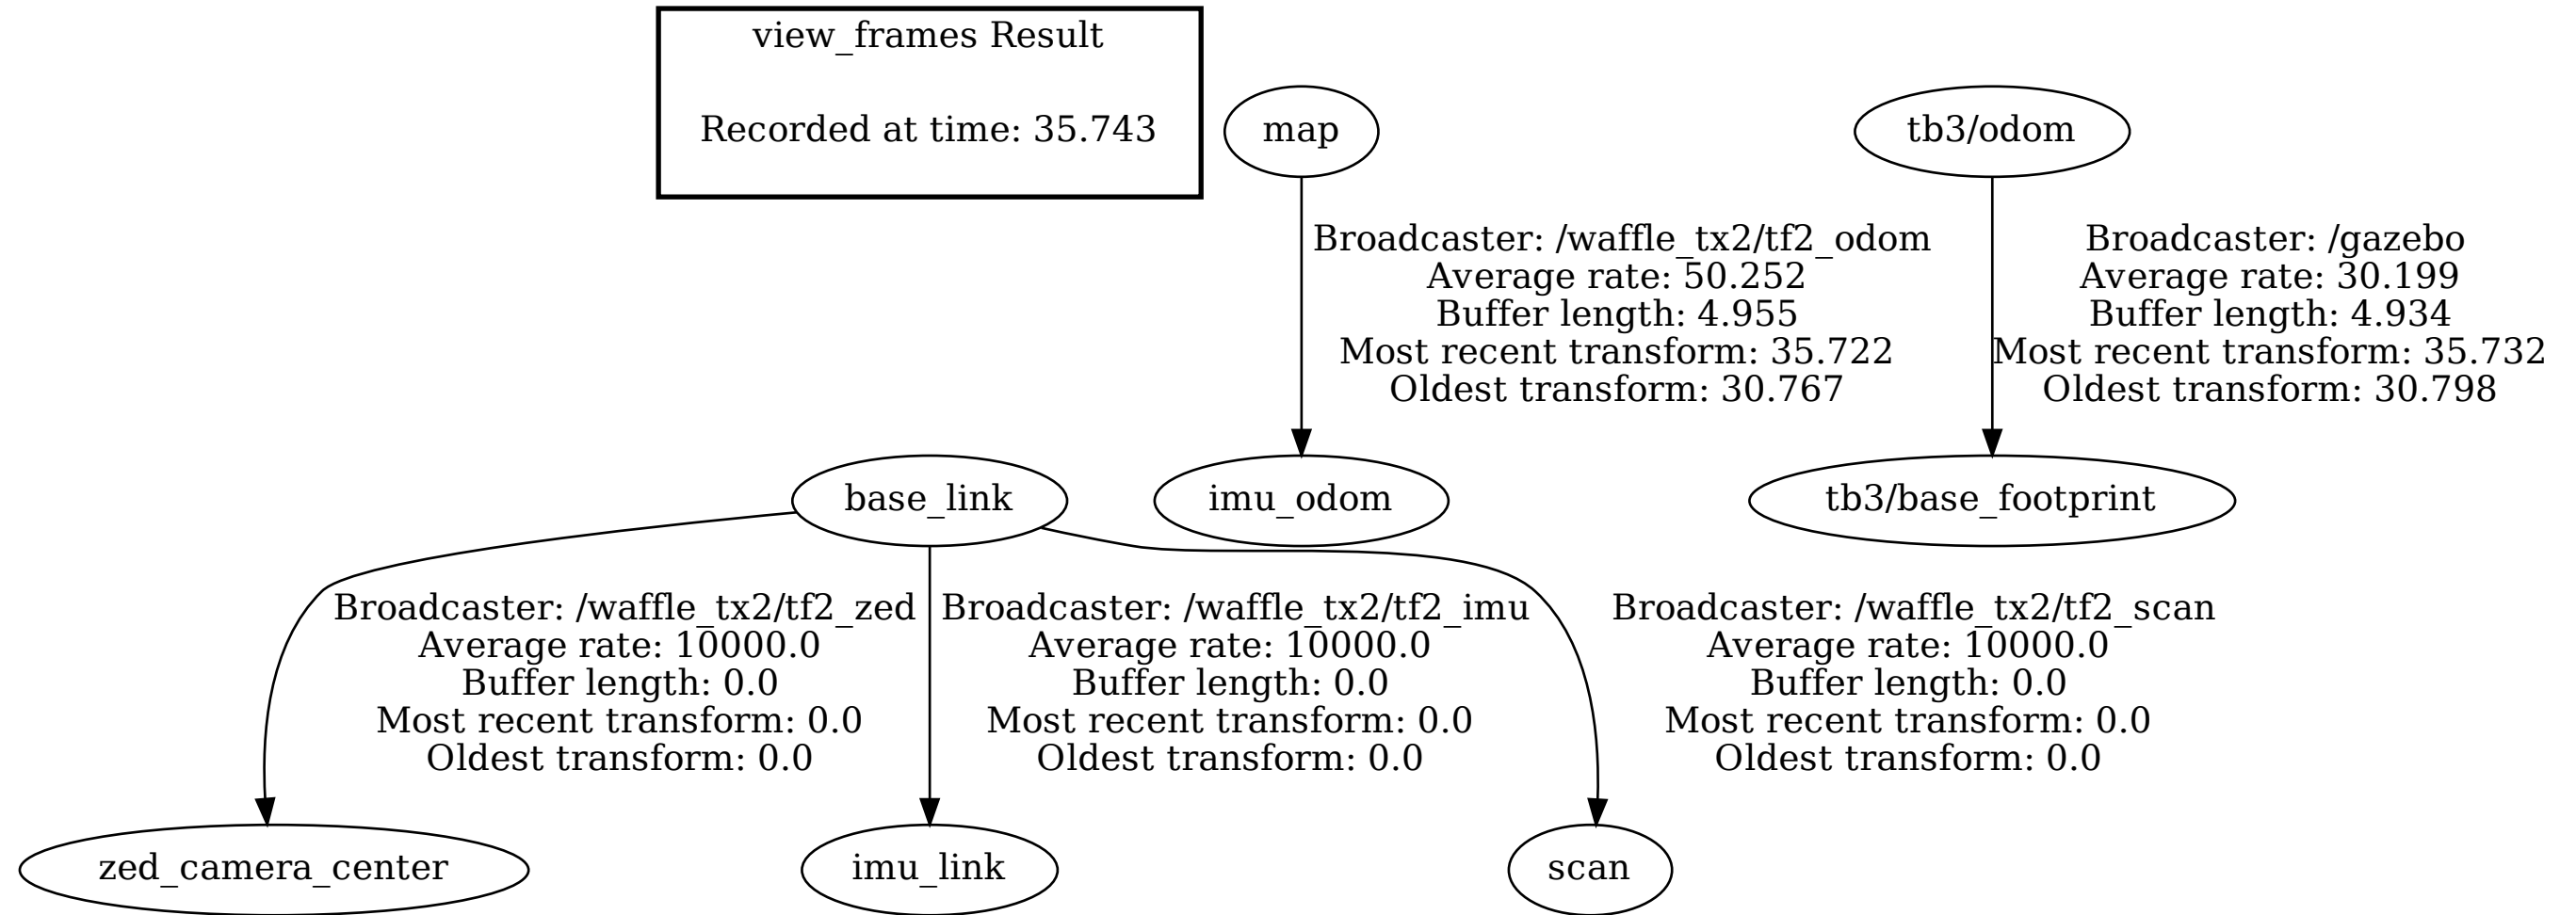 view_frames Result
Recorded at time: 35.743
map
tb3/odom
Broadcaster: /waffle_tx2/tf2_odom
Average rate: 50.252
Buffer length: 4.955
Most recent transform: 35.722
Oldest transform: 30.767
Broadcaster: /gazebo
Average rate: 30.199
Buffer length: 4.934
Most recent transform: 35.732
Oldest transform: 30.798
base_link
imu_odom
tb3/base_footprint
Broadcaster: /waffle_tx2/tf2_zed
Average rate: 10000.0
Buffer length: 0.0
Most recent transform: 0.0
Oldest transform: 0.0
Broadcaster: /waffle_tx2/tf2_imu
Average rate: 10000.0
Buffer length: 0.0
Most recent transform: 0.0
Oldest transform: 0.0
Broadcaster: /waffle_tx2/tf2_scan
Average rate: 10000.0
Buffer length: 0.0
Most recent transform: 0.0
Oldest transform: 0.0
zed_camera_center
imu_link
scan